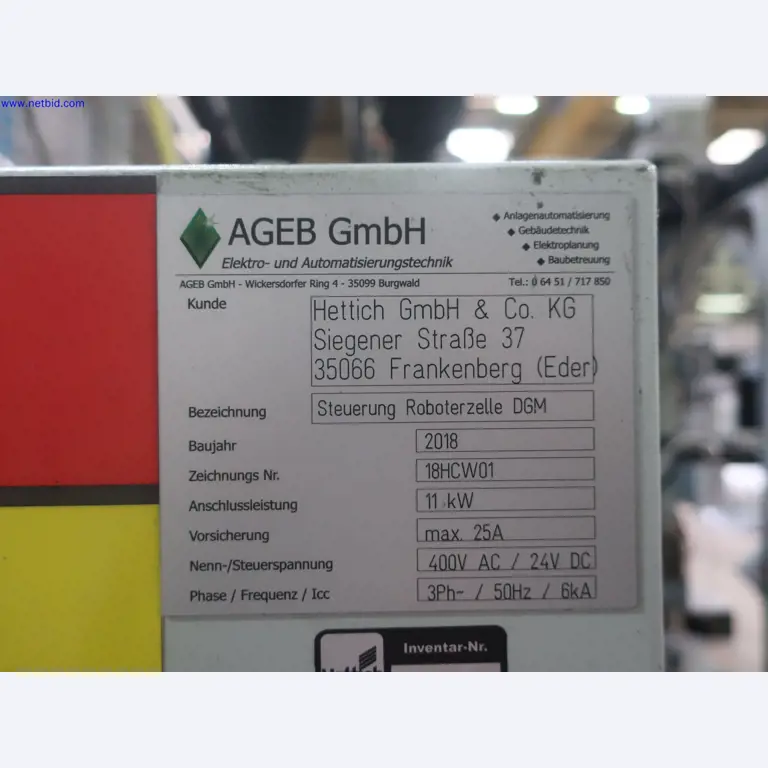 www.netbid.com
AGEB GmbH
Elektro- und Automatisierungstechnik
Anlagenautomatisierung
Gebäudetechnik
Elektroplanung
Baubetreuung
AGEB GmbH - Wickersdorfer Ring 4 - 35099 Burgwald
Tel.: 0 64 51 / 717 850
Kunde
Hettich GmbH & Co. KG
Siegener Straße 37
35066 Frankenberg (Eder)
Bezeichnung Steuerung Roboterzelle DGM
Baujahr 2018
Zeichnungs Nr. 18HCW01
Anschlussleistung 11 kW
Vorsicherung max. 25A
Nenn-/Steuerspannung 400V AC / 24V DC
Phase / Frequenz / Icc 3Ph~ / 50Hz / 6kA
Inventar-Nr.